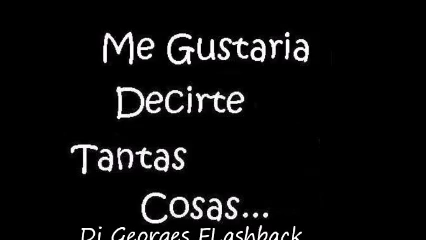 Me Gustaria
Decirte
Tantas
Cosas...
Dj Georges FLashback